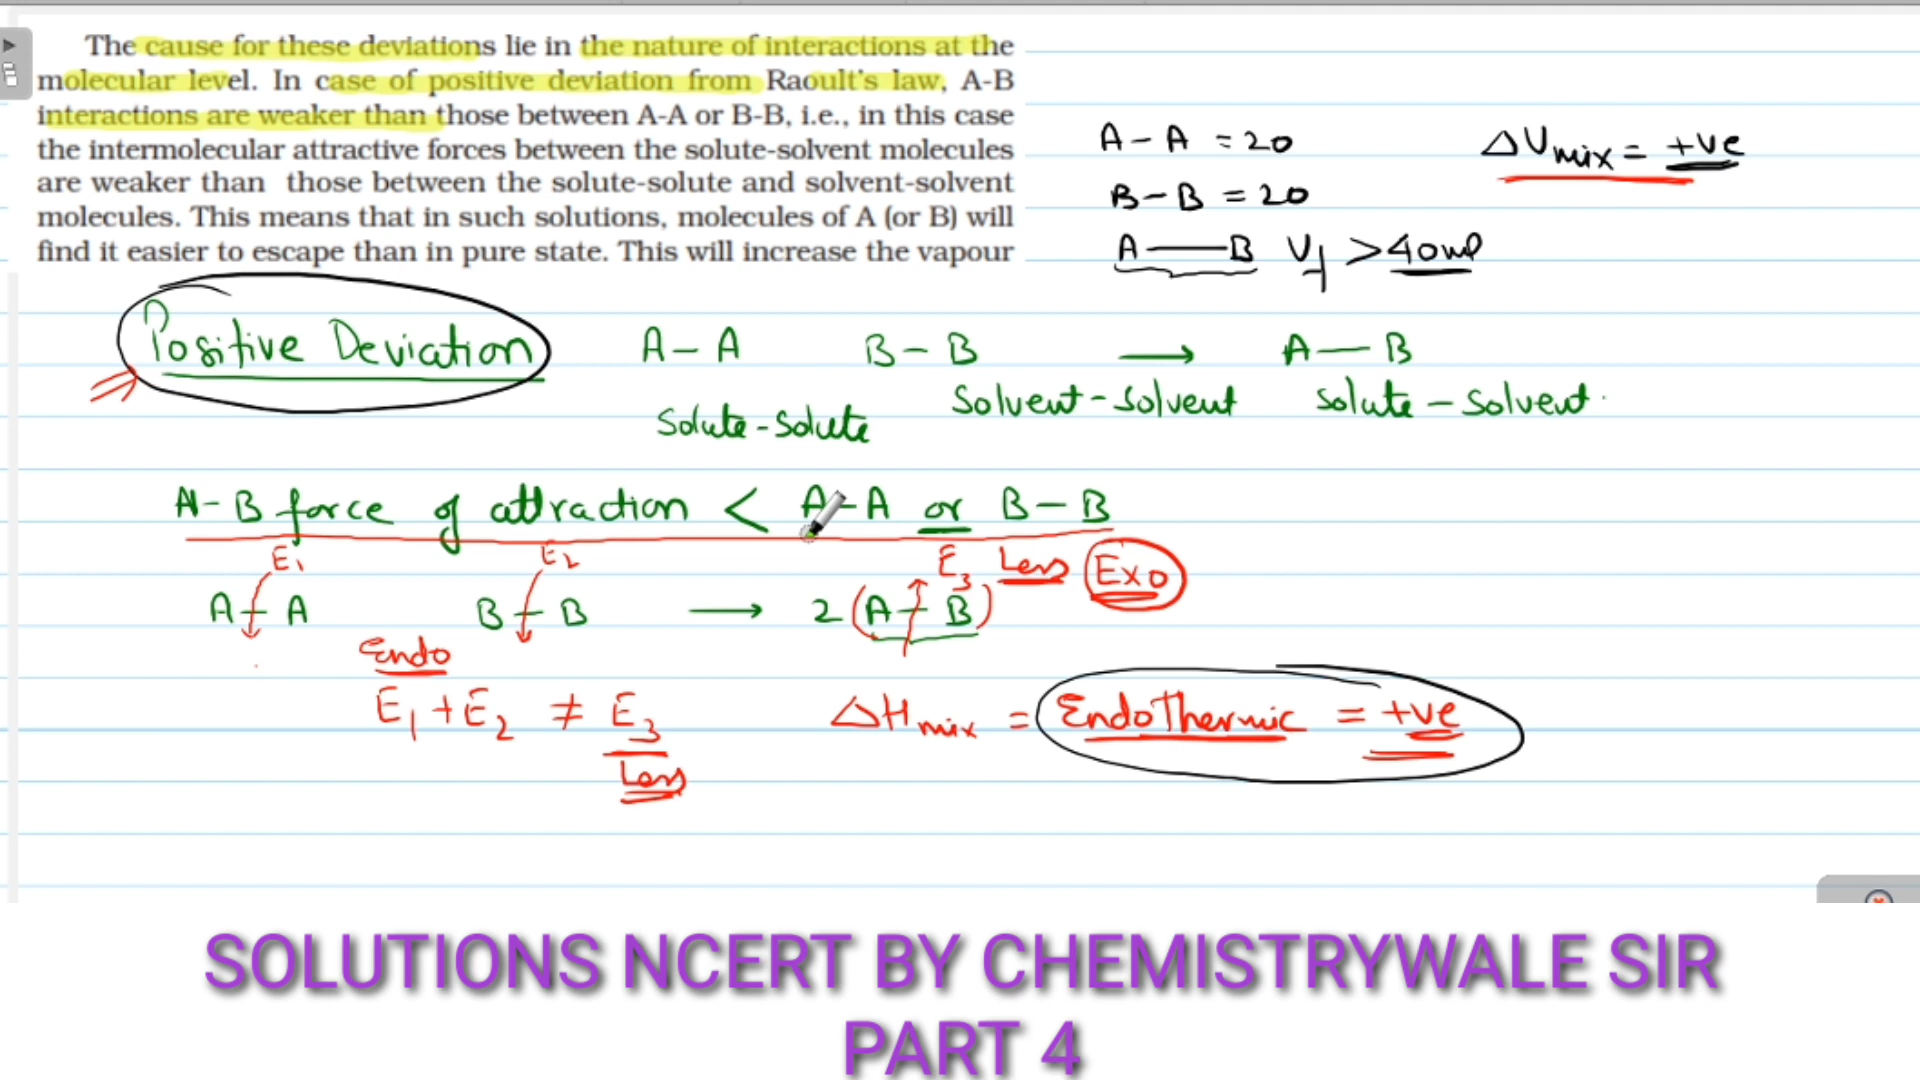 The cause for these deviations lie in the nature of interactions at the
molecular level. In case of positive deviation from Raoult's law, A-B
interactions are weaker than those between A-A or B-B, i.e., in this case
the intermolecular attractive forces between the solute-solvent molecules
are weaker than those between the solute-solute and solvent-solvent
molecules. This means that in such solutions, molecules of A (or B) will
find it easier to escape than in pure state. This will increase the vapour
A - A = 20
B - B = 20
A — B Vf > 40ml
ΔVmix = +ve
Positive Deviation
A - A B - B → A — B
Solute - Solute Solvent - Solvent Solute - Solvent
A - B force of attraction < A - A or B - B
E1 E2 E3 Less Exo
A - A B - B → 2 (A - B)
Endo
E1 + E2 ≠ E3
Less
ΔHmix = EndoThermic = +ve
SOLUTIONS NCERT BY CHEMISTRYWALE SIR
PART 4